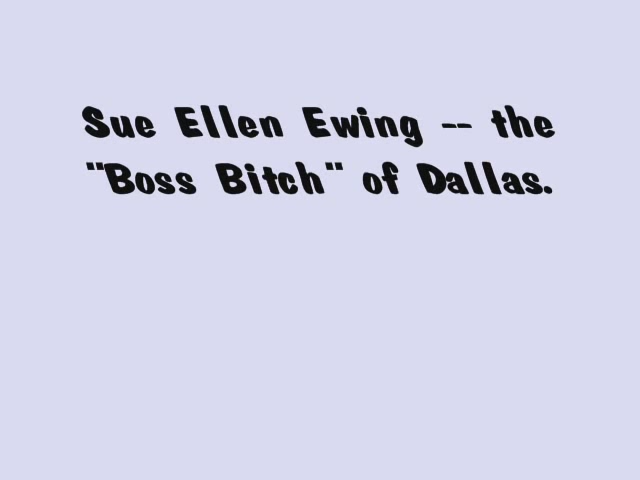 Sue Ellen Ewing -- the
"Boss Bitch" of Dallas.